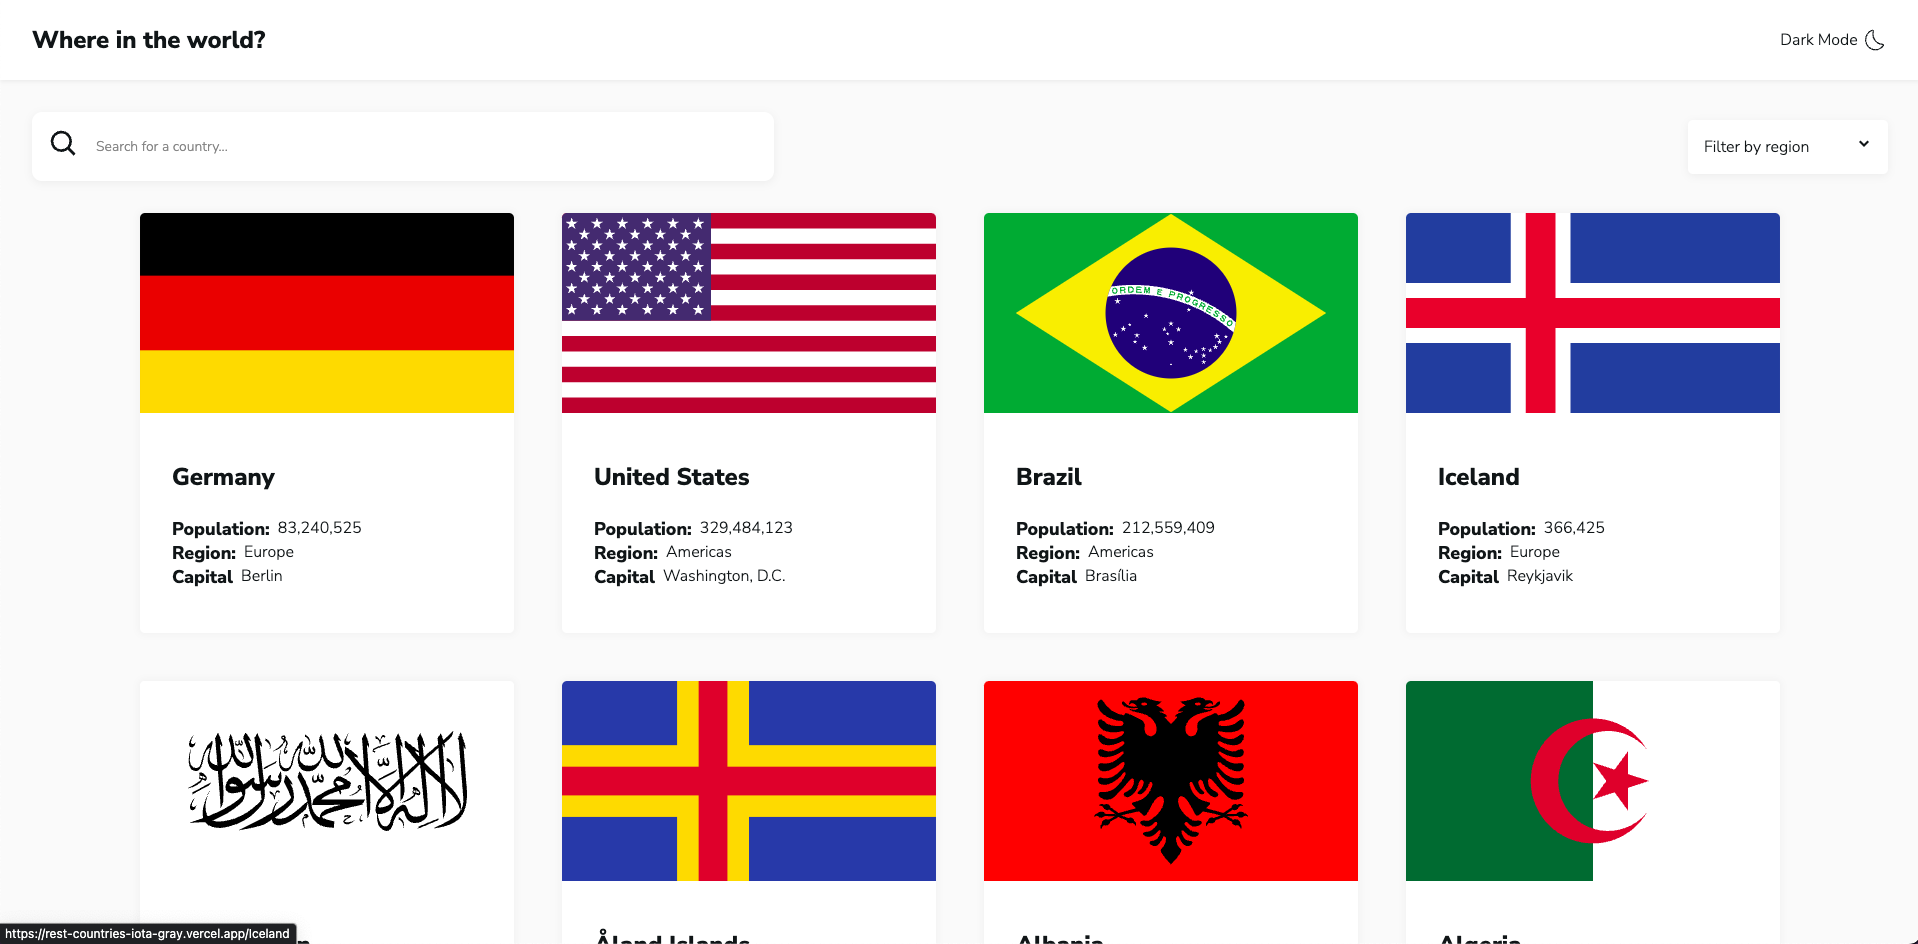 Where in the world?
Dark Mode
Search for a country...
Filter by region
ORDEM E PROGRESSO
Germany
Population: 83,240,525
Region: Europe
Capital Berlin
United States
Population: 329,484,123
Region: Americas
Capital Washington, D.C.
Brazil
Population: 212,559,409
Region: Americas
Capital Brasília
Iceland
Population: 366,425
Region: Europe
Capital Reykjavik
لا إله إلا الله محمد رسول الله
Åland Islands
Albania
Algeria
https://rest-countries-iota-gray.vercel.app/Iceland